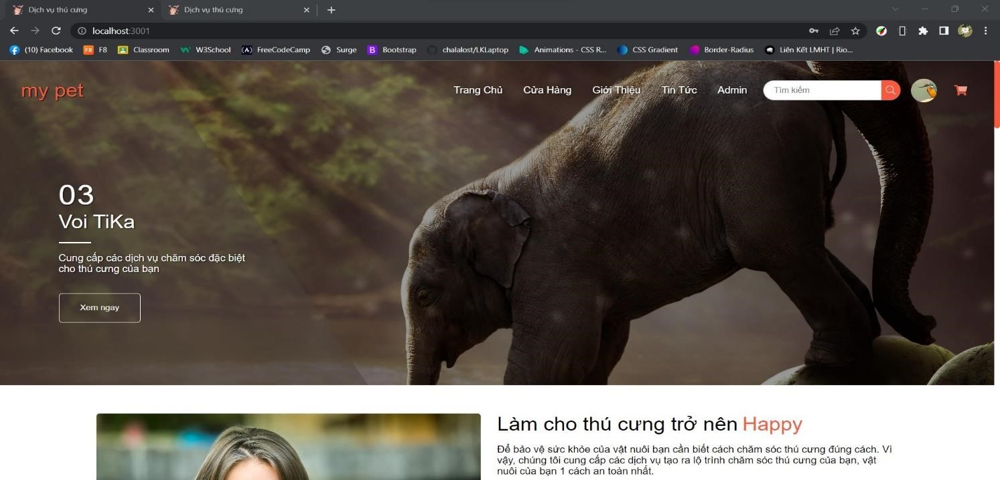 Dịch vụ thú cưng
Dịch vụ thú cưng
localhost:3001
(10) Facebook F8 Classroom W3School FreeCodeCamp Surge Bootstrap chalalost/LKLaptop Animations - CSS R... CSS Gradient Border-Radius Liên Kết LMHT | Rio...
my pet Trang Chủ Cửa Hàng Giới Thiệu Tin Tức Admin Tìm kiếm
03
Voi TiKa
Cung cấp các dịch vụ chăm sóc đặc biệt
cho thú cưng của bạn
Xem ngay
Làm cho thú cưng trở nên Happy
Để bảo vệ sức khỏe của vật nuôi bạn cần biết cách chăm sóc thú cưng đúng cách. Vì
vậy, chúng tôi cung cấp các dịch vụ tạo ra lộ trình chăm sóc thú cưng của bạn, vật
nuôi của bạn 1 cách an toàn nhất.